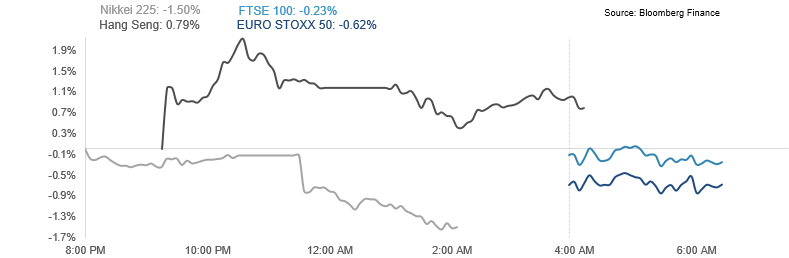 Nikkei 225: -1.50%
FTSE 100: -0.23%
Source: Bloomberg Finance
Hang Seng: 0.79%
EURO STOXX 50: -0.62%
1.9%
1.5%
1.1%
0.7%
0.3%
-0.1%
-0.5%
-0.9%
-1.3%
-1.7%
8:00 PM
10:00 PM
12:00 AM
2:00 AM
4:00 AM
6:00 AM